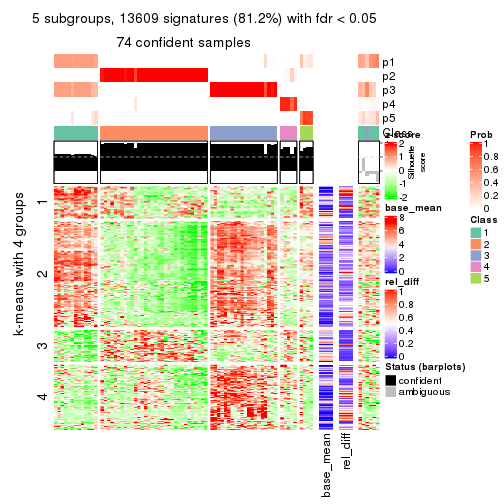 5 subgroups, 13609 signatures (81.2%) with fdr < 0.05
74 confident samples
p1
p2
p3
p4
p5
Class
Silhouette
score
k-means with 4 groups
1
2
3
4
base_mean
rel_diff
z-score
2
1
0
-1
-2
base_mean
8
6
4
2
0
rel_diff
1
0.8
0.6
0.4
0.2
0
Status (barplots)
confident
ambiguous
Prob
1
0.8
0.6
0.4
0.2
0
Class
1
2
3
4
5